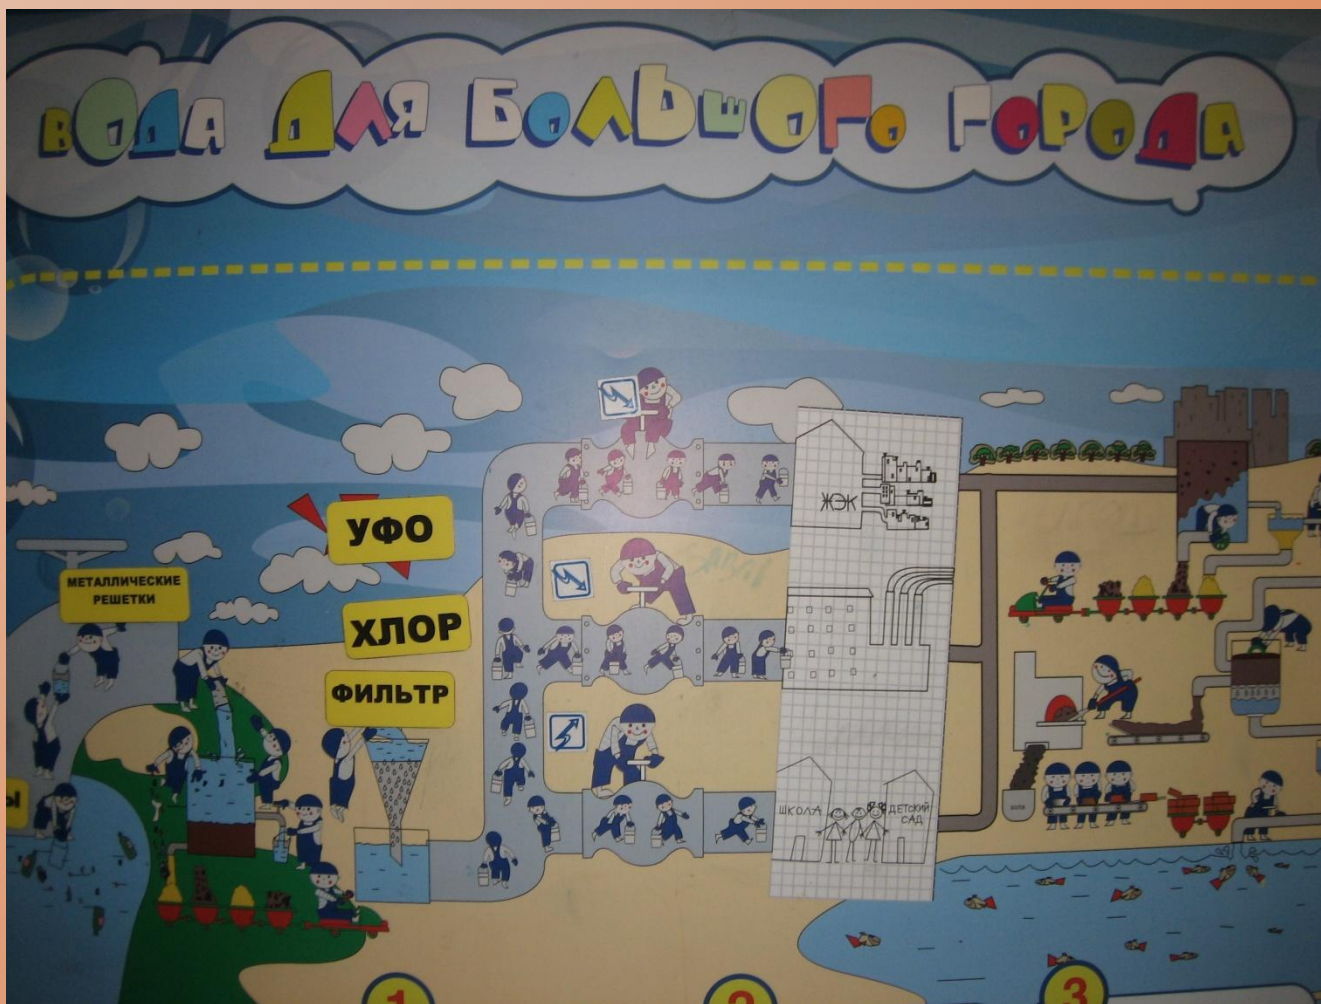 ВОДА ДЛЯ БОЛЬШОГО ГОРОДА
УФО
МЕТАЛЛИЧЕСКИЕ
РЕШЕТКИ
ХЛОР
ФИЛЬТР
ЖЭК
Ы
ШКОЛА
ДЕТСКИЙ
САД
1
2
3